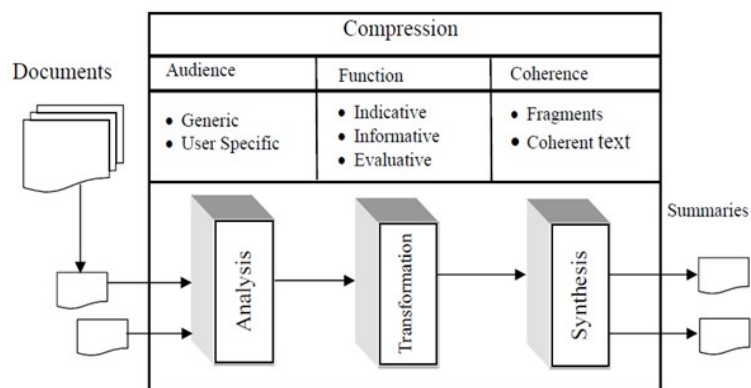 Compression
Documents
Audience
Function
Coherence
• Generic
• User Specific
• Indicative
• Informative
• Evaluative
• Fragments
• Coherent text
Summaries
Analysis
Transformation
Synthesis